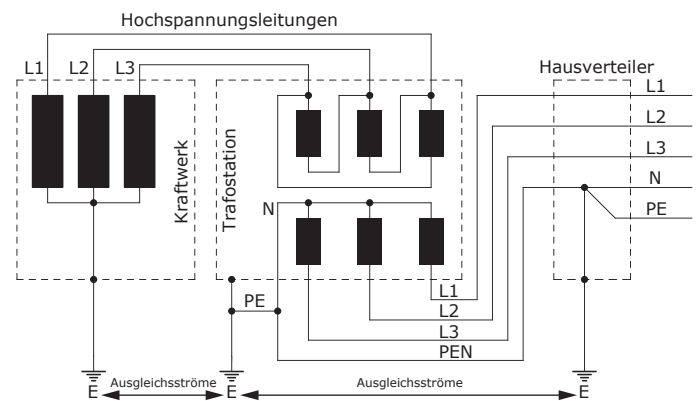 Hochspannungsleitungen
L1 L2 L3
Hausverteiler
L1
L2
L3
N
PE
Kraftwerk
Trafostation
N
PE
L1
L2
L3
PEN
E Ausgleichsströme E Ausgleichsströme E